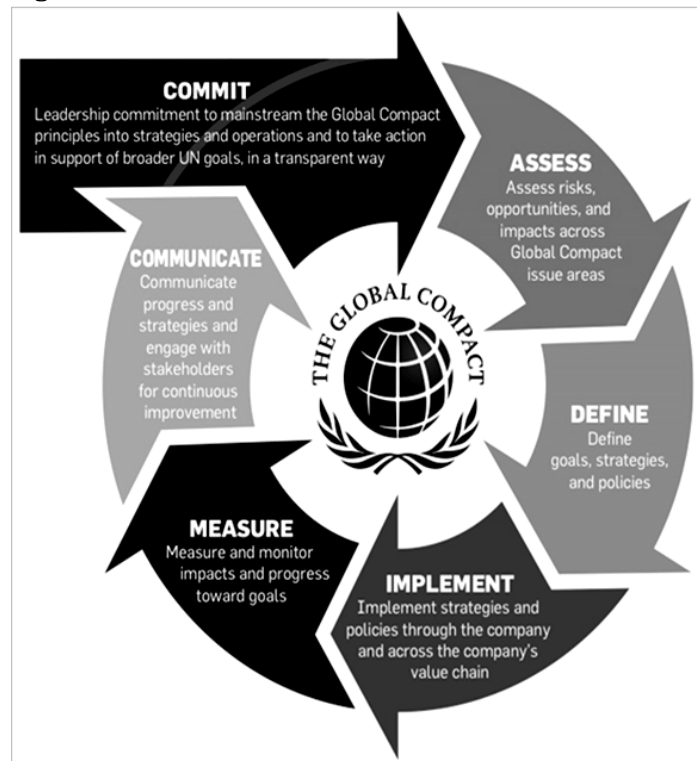 COMMIT
Leadership commitment to mainstream the Global Compact
principles into strategies and operations and to take action
in support of broader UN goals, in a transparent way
ASSESS
Assess risks,
opportunities, and
impacts across
Global Compact
issue areas
DEFINE
Define
goals, strategies,
and policies
IMPLEMENT
Implement strategies and
policies through the company
and across the company's
value chain
MEASURE
Measure and monitor
impacts and progress
toward goals
COMMUNICATE
Communicate
progress and
strategies and
engage with
stakeholders
for continuous
improvement
THE GLOBAL COMPACT